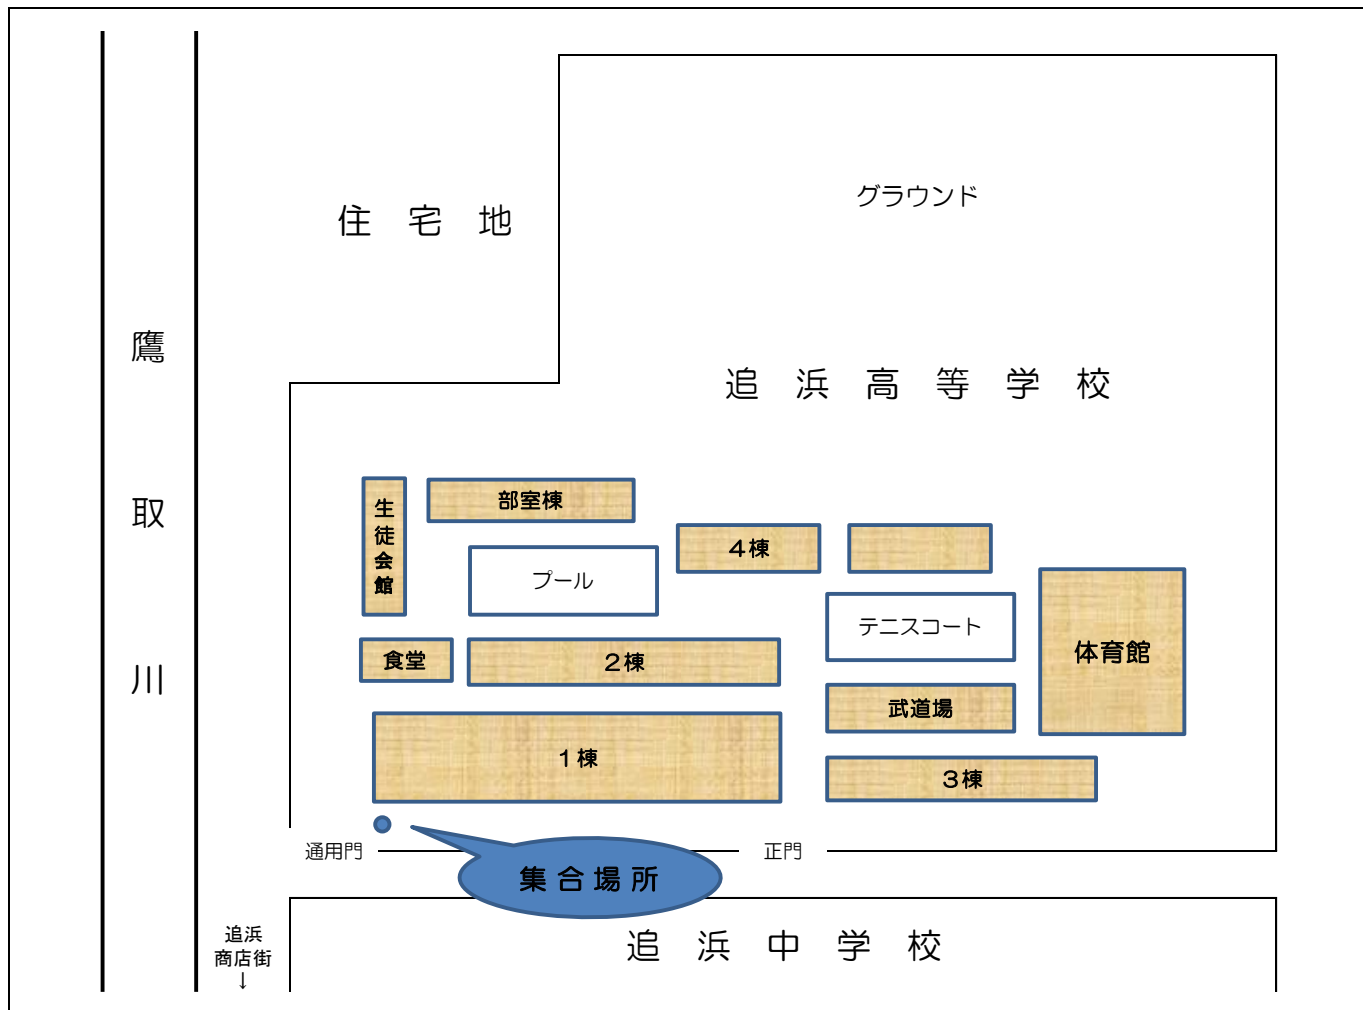 グラウンド
住宅地
鷹取川
追浜高等学校
生徒会館
部室棟
4棟
プール
テニスコート
体育館
食堂
2棟
武道場
1棟
3棟
通用門
正門
集合場所
追浜
商店街
↓
追浜中学校